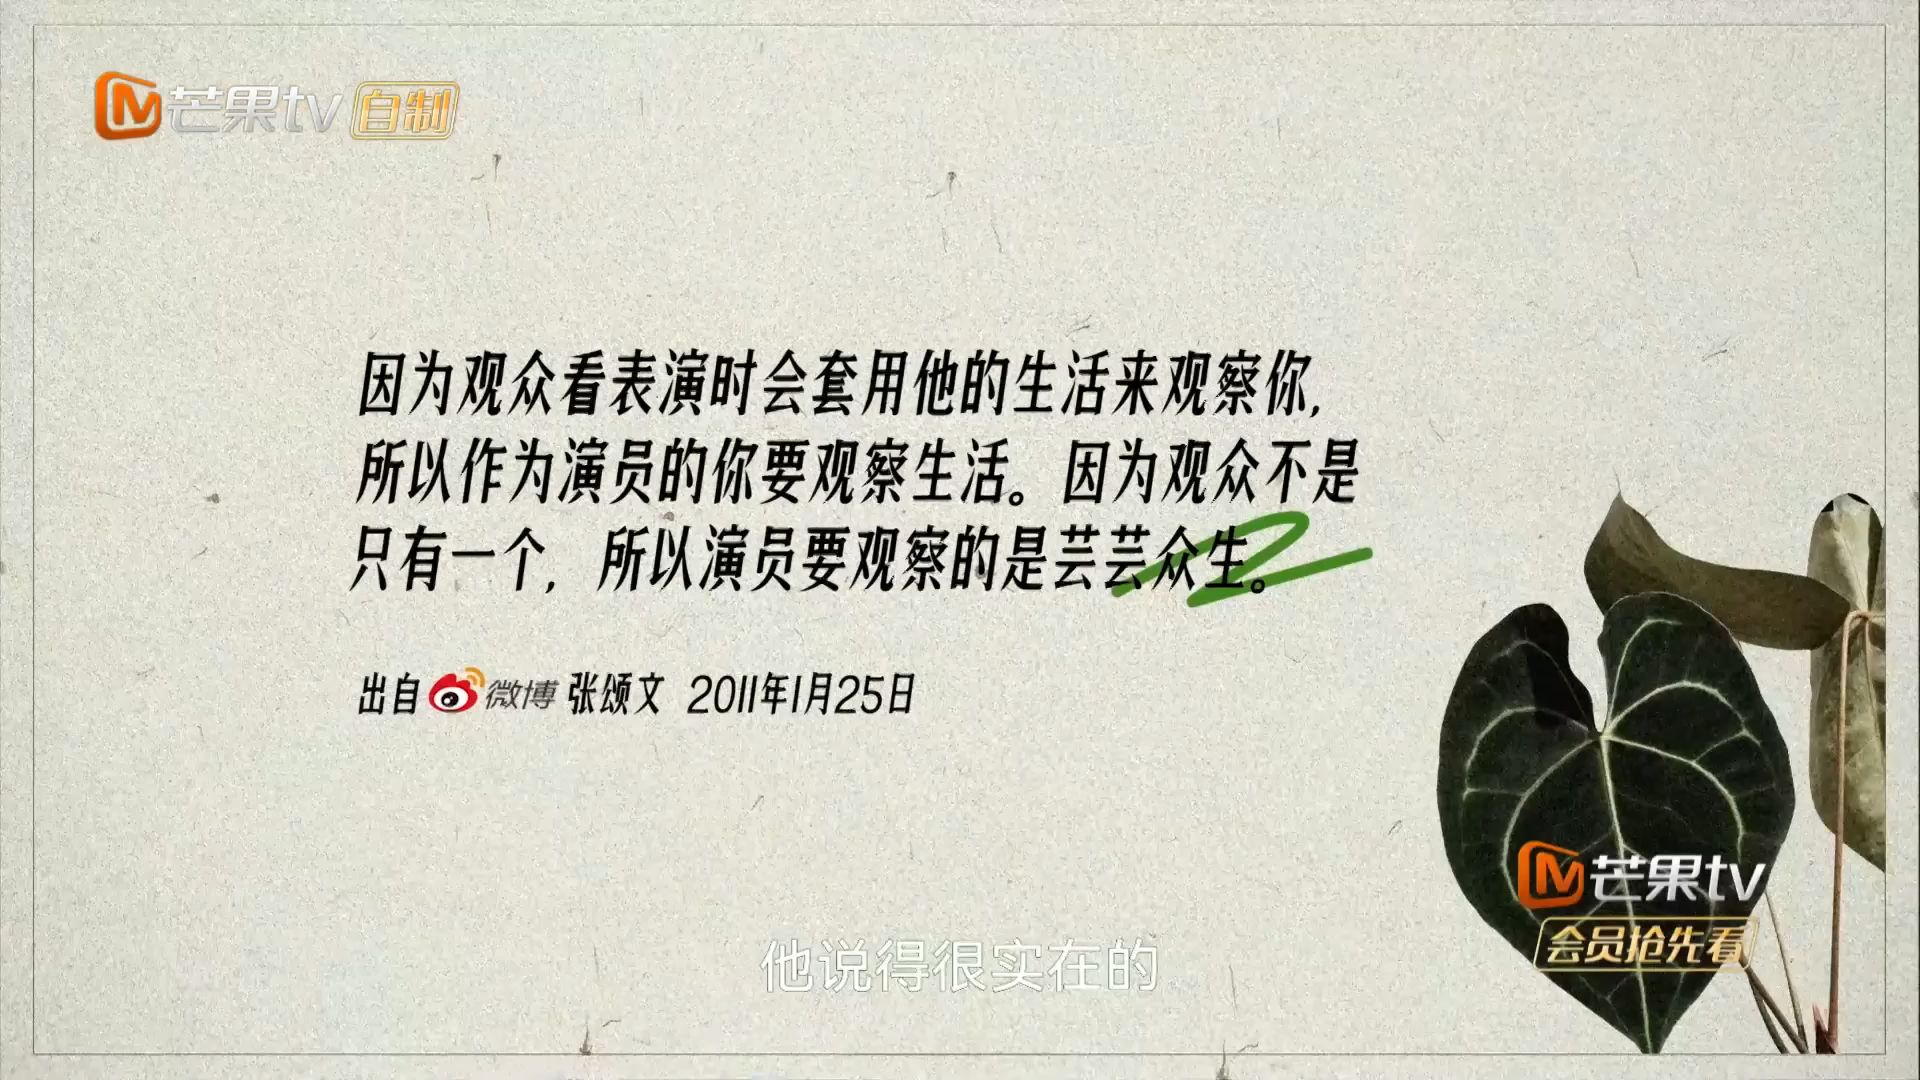 芒果tv 自制
因为观众看表演时会套用他的生活来观察你,
所以作为演员的你要观察生活。因为观众不是
只有一个,所以演员要观察的是芸芸众生。
出自 微博 张颂文 2011年1月25日
芒果tv
会员抢先看
他说得很实在的